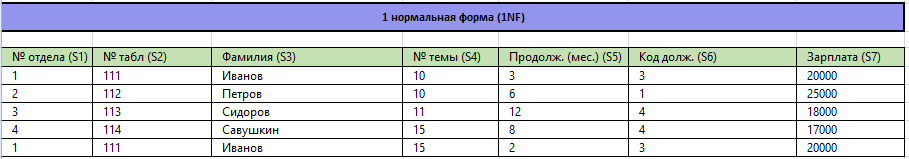 1 нормальная форма (1NF)
№ отдела (S1) № табл (S2) Фамилия (S3) № темы (S4) Продолж. (мес.) (S5) Код долж. (S6) Зарплата (S7)
1 111 Иванов 10 3 3 20000
2 112 Петров 10 6 1 25000
3 113 Сидоров 11 12 4 18000
4 114 Савушкин 15 8 4 17000
1 111 Иванов 15 2 3 20000